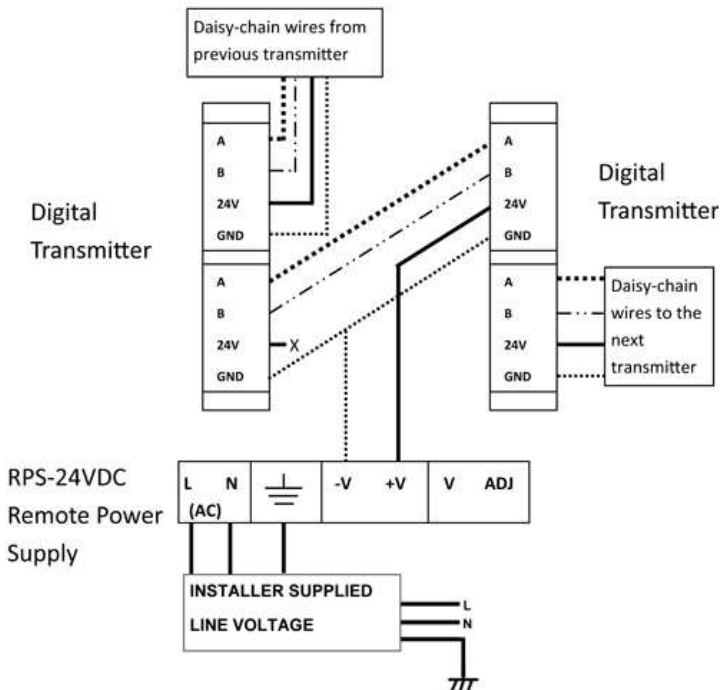 Daisy-chain wires from
previous transmitter
A
B
24V
GND
A
B
24V
X
GND
Digital
Transmitter
A
B
24V
GND
A
B
24V
GND
Digital
Transmitter
Daisy-chain
wires to the
next
transmitter
RPS-24VDC
Remote Power
Supply
L N -V +V V ADJ
(AC)
INSTALLER SUPPLIED
LINE VOLTAGE
L
N